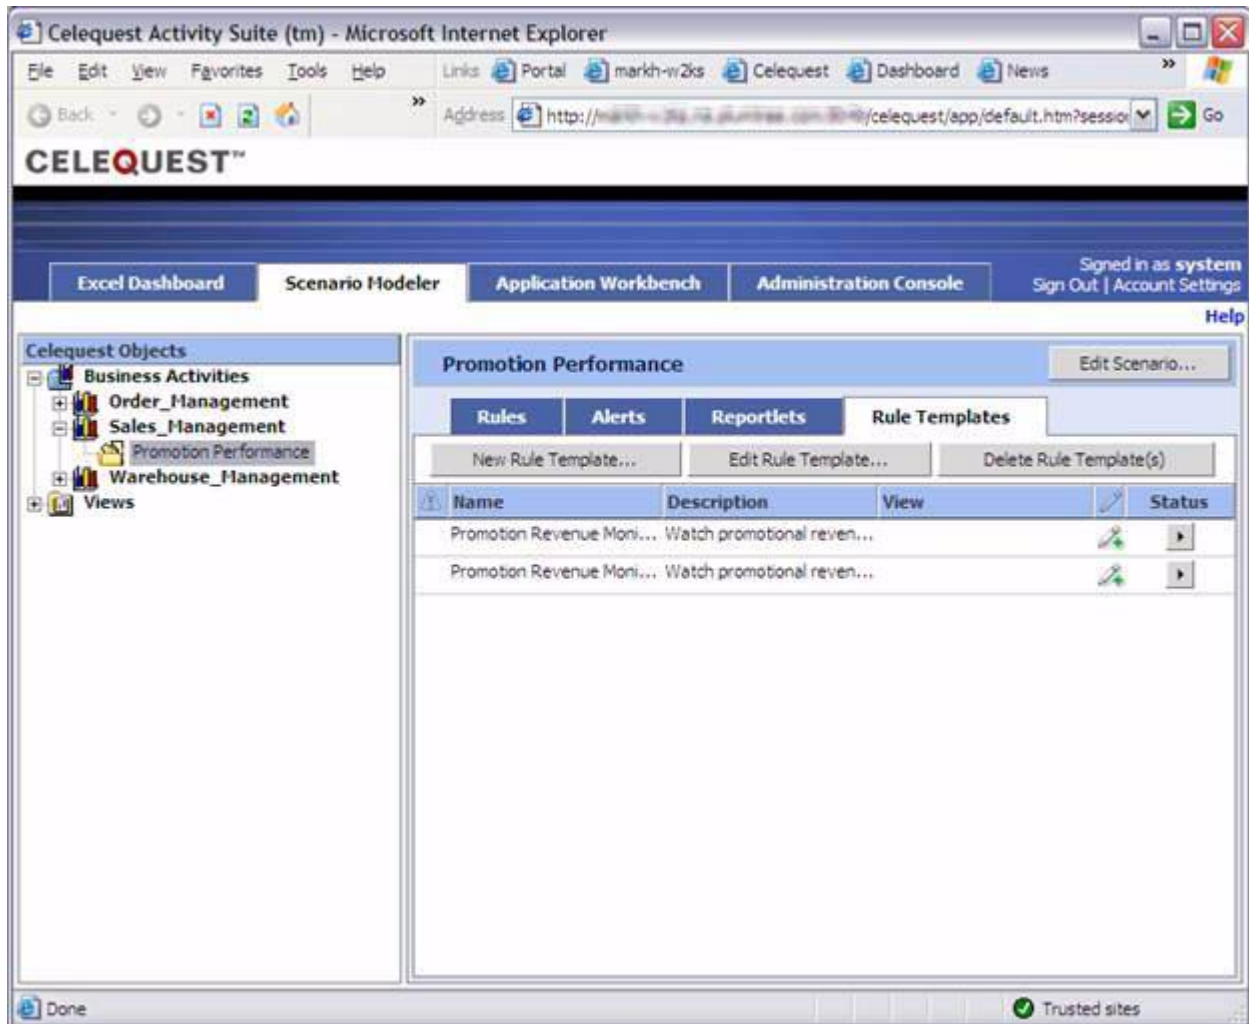 Celequest Activity Suite (tm) - Microsoft Internet Explorer
File Edit View Favorites Tools Help Links Portal markh-w2ks Celequest Dashboard News »
Back » Address http:// /celequest/app/default.htm?session Go
CELEQUEST™
Signed in as system
Excel Dashboard Scenario Modeler Application Workbench Administration Console Sign Out | Account Settings
Help
Celequest Objects
Business Activities
Order_Management
Sales_Management
Promotion Performance
Warehouse_Management
Views
Promotion Performance Edit Scenario...
Rules Alerts Reportlets Rule Templates
New Rule Template... Edit Rule Template... Delete Rule Template(s)
Name Description View Status
Promotion Revenue Moni... Watch promotional reven...
Promotion Revenue Moni... Watch promotional reven...
Done Trusted sites